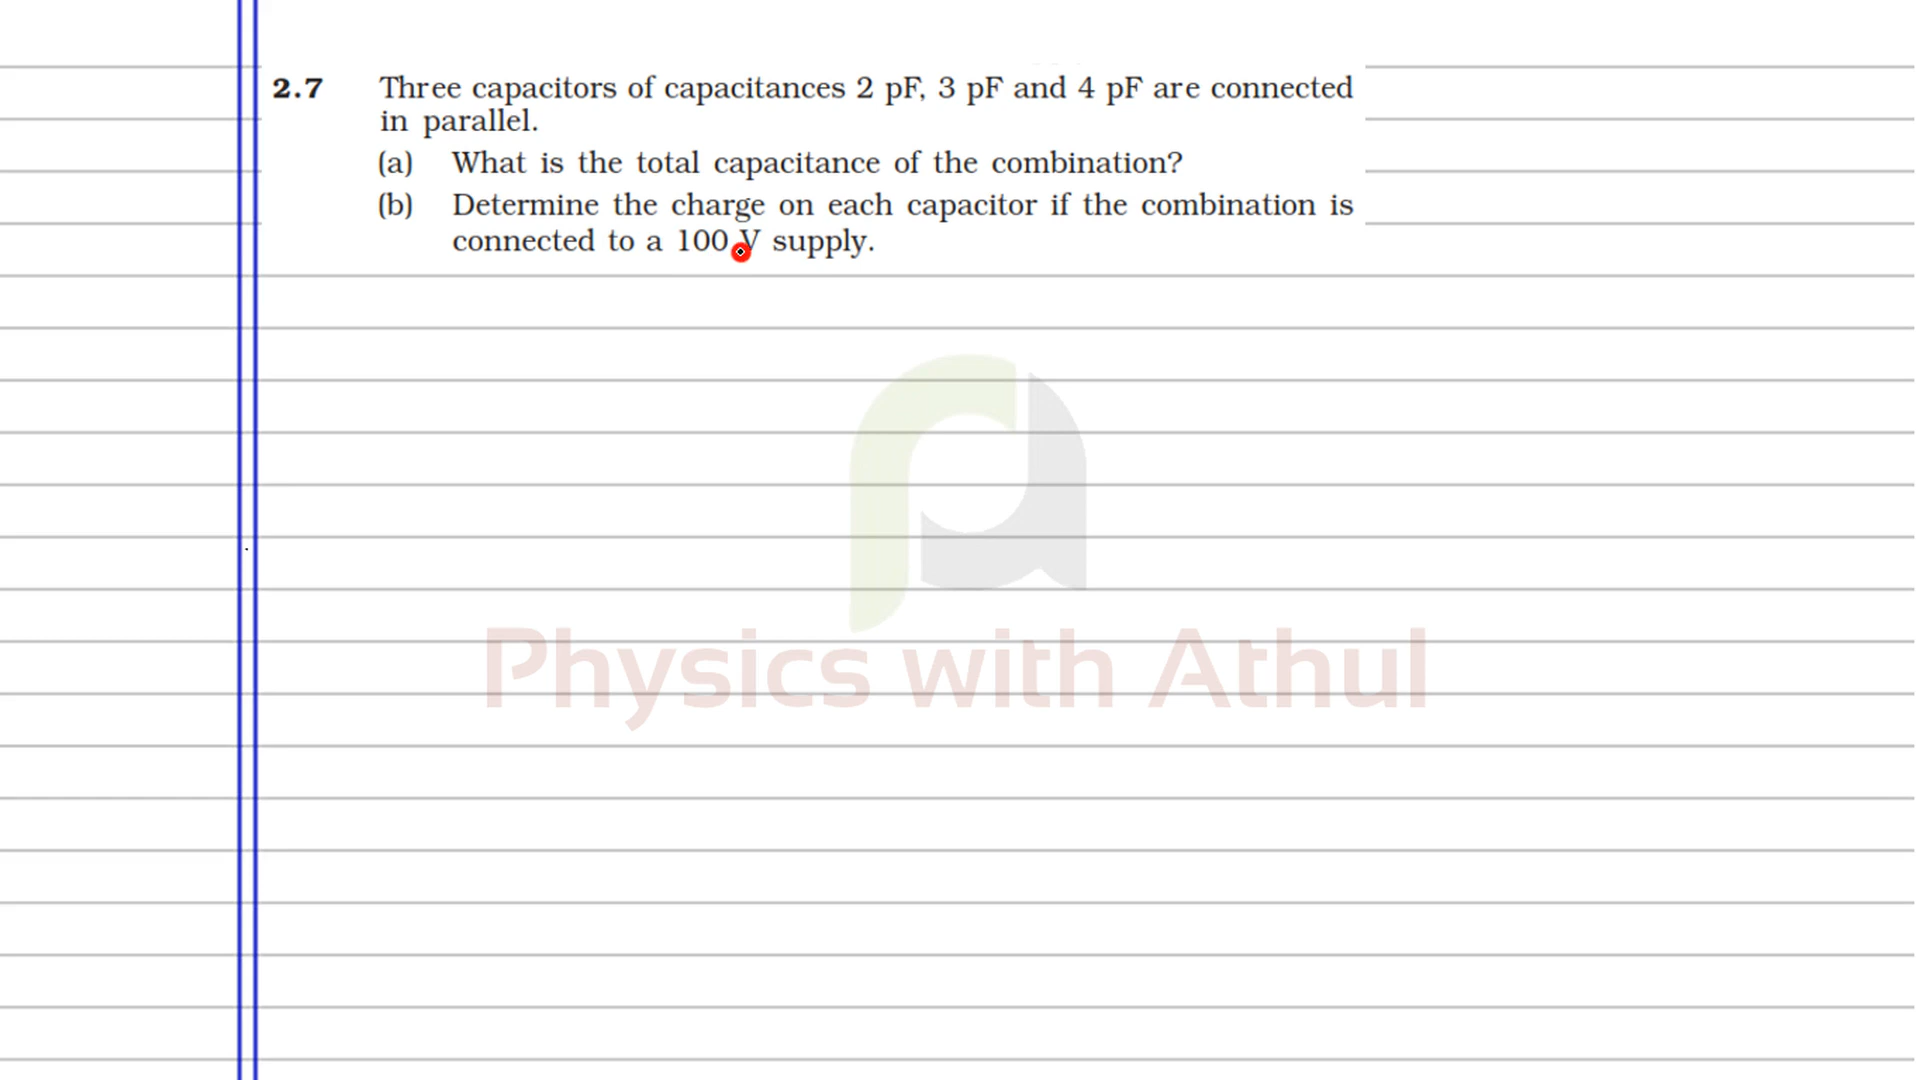 2.7 Three capacitors of capacitances 2 pF, 3 pF and 4 pF are connected
in parallel.
(a) What is the total capacitance of the combination?
(b) Determine the charge on each capacitor if the combination is
connected to a 100 V supply.
Physics with Athul